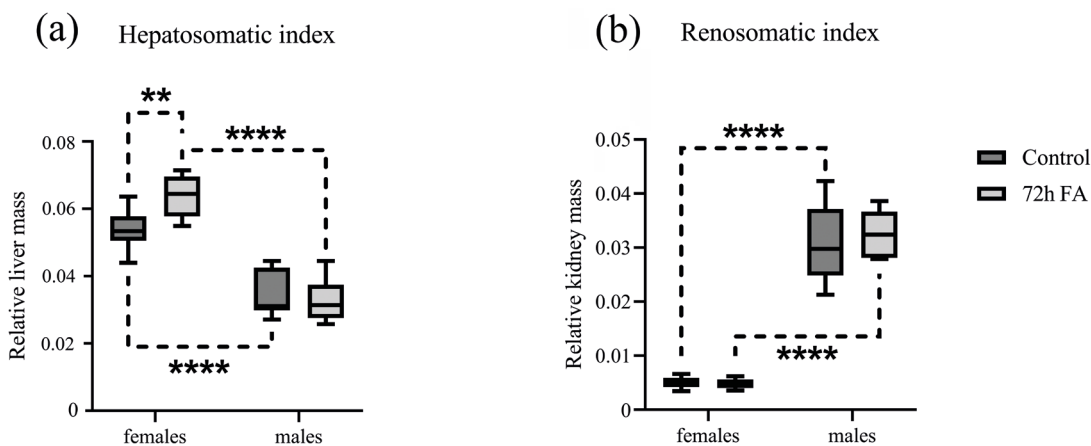 (a) Hepatosomatic index
**
****
0.08
0.06
0.04
0.02
0
Relative liver mass
****
females males
(b) Renosomatic index
****
0.05
0.04
0.03
0.02
0.01
0
Relative kidney mass
****
females males
Control
72h FA